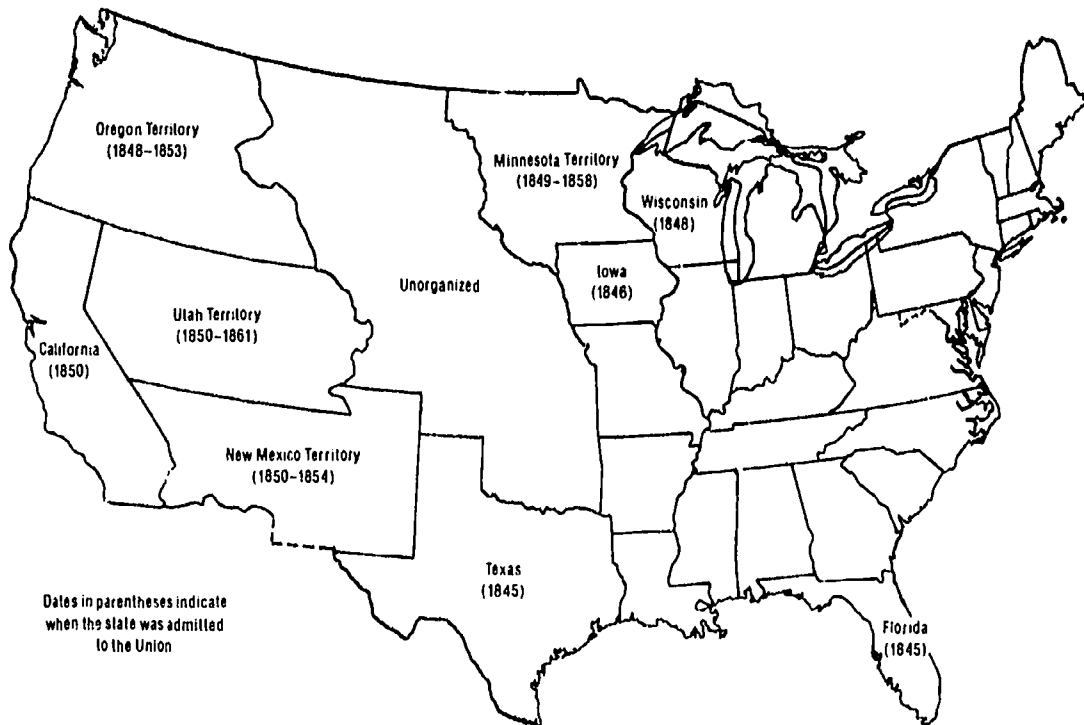 Oregon Territory
(1848–1853)
Minnesota Territory
(1849–1858)
Wisconsin
(1848)
Iowa
(1846)
Unorganized
Utah Territory
(1850–1861)
California
(1850)
New Mexico Territory
(1850–1854)
Texas
(1845)
Florida
(1845)
Dates in parentheses indicate
when the state was admitted
to the Union